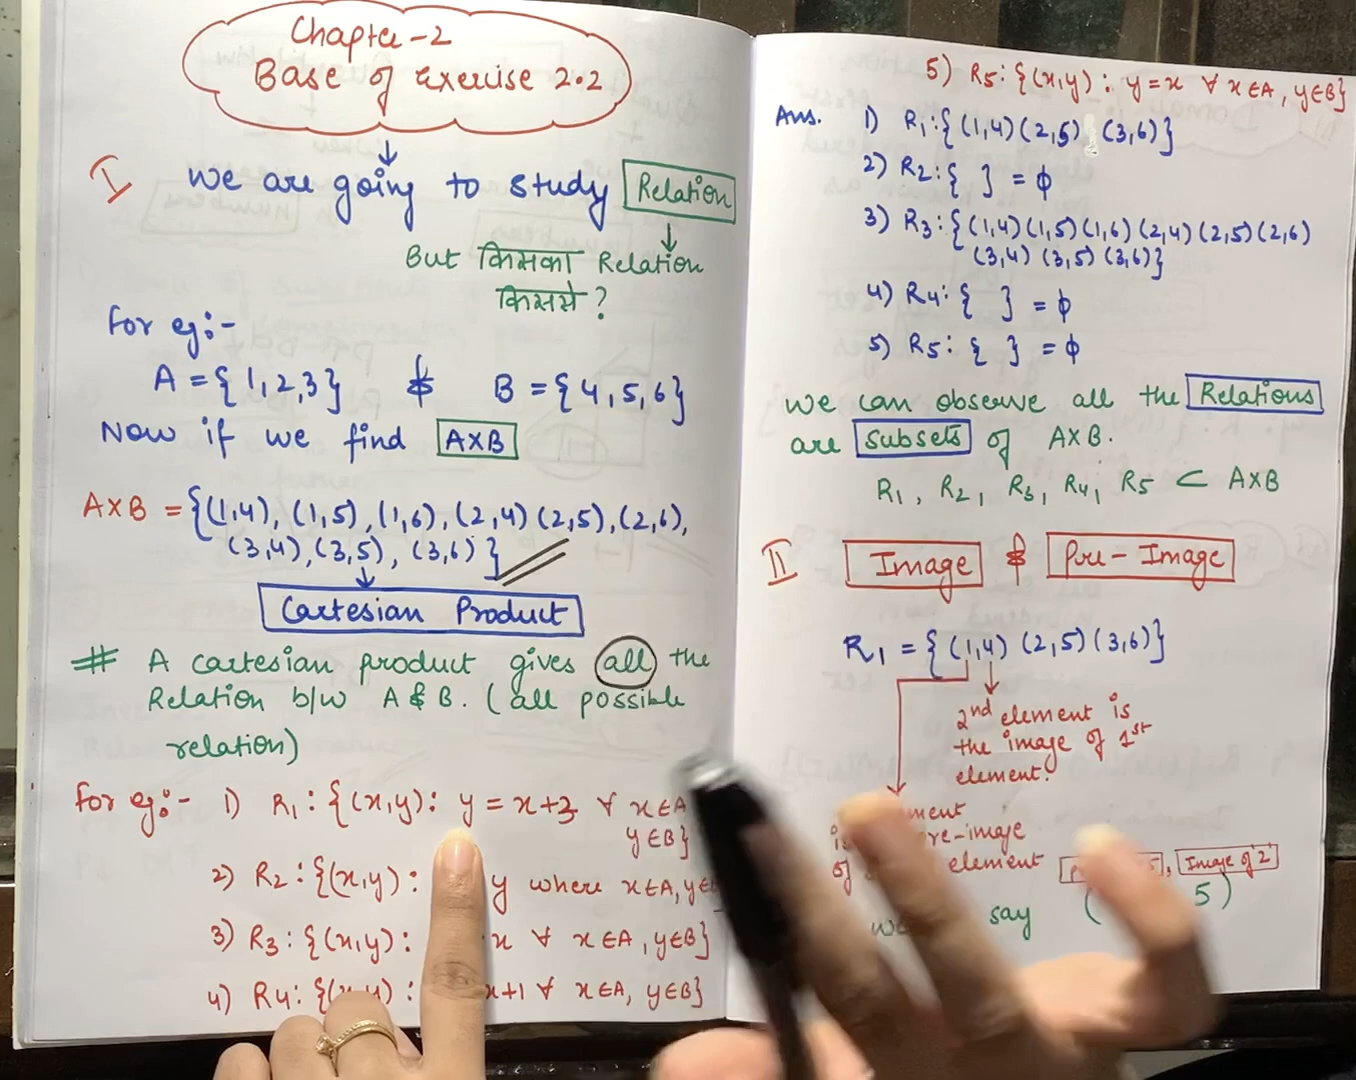 Chapter-2
Base of Exercise 2.2
I we are going to study Relation
But किसका Relation
किससे ?
For eg:-
A = {1,2,3} & B = {4,5,6}
Now if we find A×B
A×B = {(1,4), (1,5), (1,6), (2,4) (2,5), (2,6),
(3,4), (3,5), (3,6)}
Cartesian Product
# A cartesian product gives all the
Relation b/w A & B. (all possible
relation)
For eg:- 1) R₁ : {(x,y): y = x+3 ∀ x∈A
y∈B}
2) R₂ : {(x,y): y where x∈A, y∈
3) R₃ : {(x,y): x ∀ x∈A, y∈B}
4) R₄ : {(x,y) : x+1 ∀ x∈A, y∈B}
5) R₅ : {(x,y) : y = x ∀ x∈A, y∈B}
Ans. 1) R₁ : {(1,4) (2,5) (3,6)}
2) R₂ : { } = ϕ
3) R₃ : {(1,4) (1,5) (1,6) (2,4) (2,5) (2,6)
(3,4) (3,5) (3,6)}
4) R₄ : { } = ϕ
5) R₅ : { } = ϕ
we can observe all the Relations
are Subsets of A×B.
R₁, R₂, R₃, R₄, R₅ ⊂ A×B
II Image & Pre-Image
R₁ = {(1,4) (2,5) (3,6)}
2nd element is
the image of 1st
element.
ment
is re-image
of element
Image of '2'
we say ( 5)